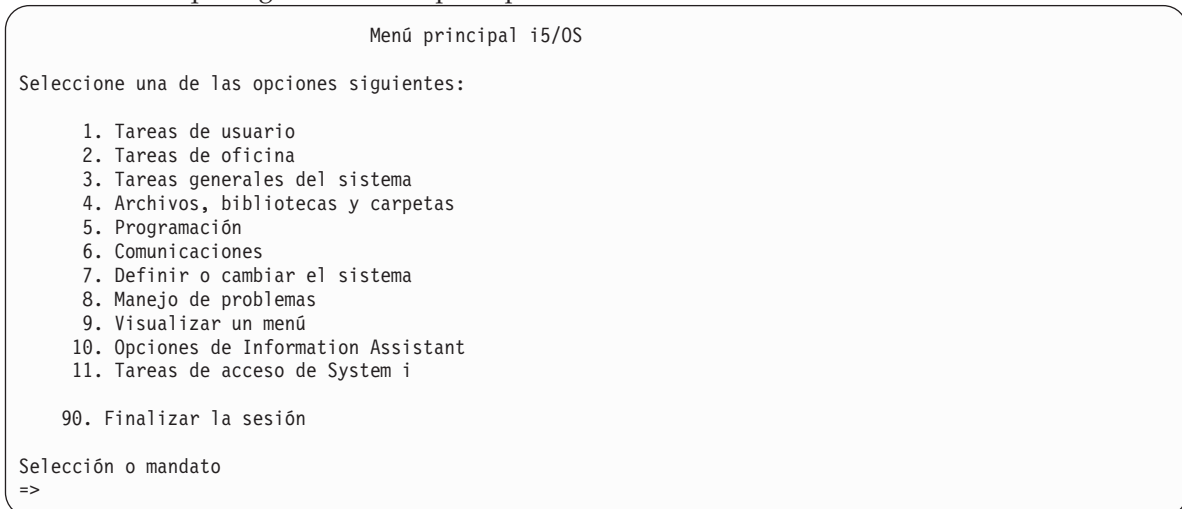 Menú principal i5/OS
Seleccione una de las opciones siguientes:
1. Tareas de usuario
2. Tareas de oficina
3. Tareas generales del sistema
4. Archivos, bibliotecas y carpetas
5. Programación
6. Comunicaciones
7. Definir o cambiar el sistema
8. Manejo de problemas
9. Visualizar un menú
10. Opciones de Information Assistant
11. Tareas de acceso de System i
90. Finalizar la sesión
Selección o mandato
=>